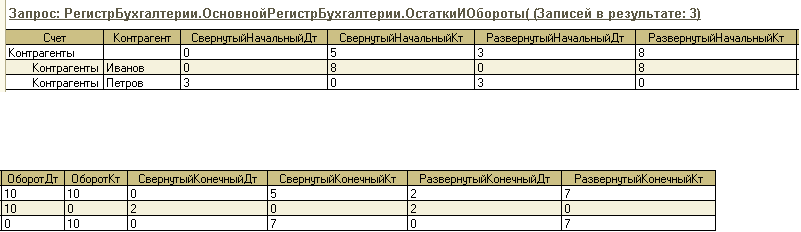 Запрос: РегистрБухгалтерии.ОсновнойРегистрБухгалтерии.ОстаткиИОбороты( (Записей в результате: 3)
Счет Контрагент СвернутыйНачальныйДт СвернутыйНачальныйКт РазвернутыйНачальныйДт РазвернутыйНачальныйКт
Контрагенты 0 5 3 8
Контрагенты Иванов 0 8 0 8
Контрагенты Петров 3 0 3 0
ОборотДт ОборотКт СвернутыйКонечныйДт СвернутыйКонечныйКт РазвернутыйКонечныйДт РазвернутыйКонечныйКт
10 10 0 5 2 7
10 0 2 0 2 0
0 10 0 7 0 7